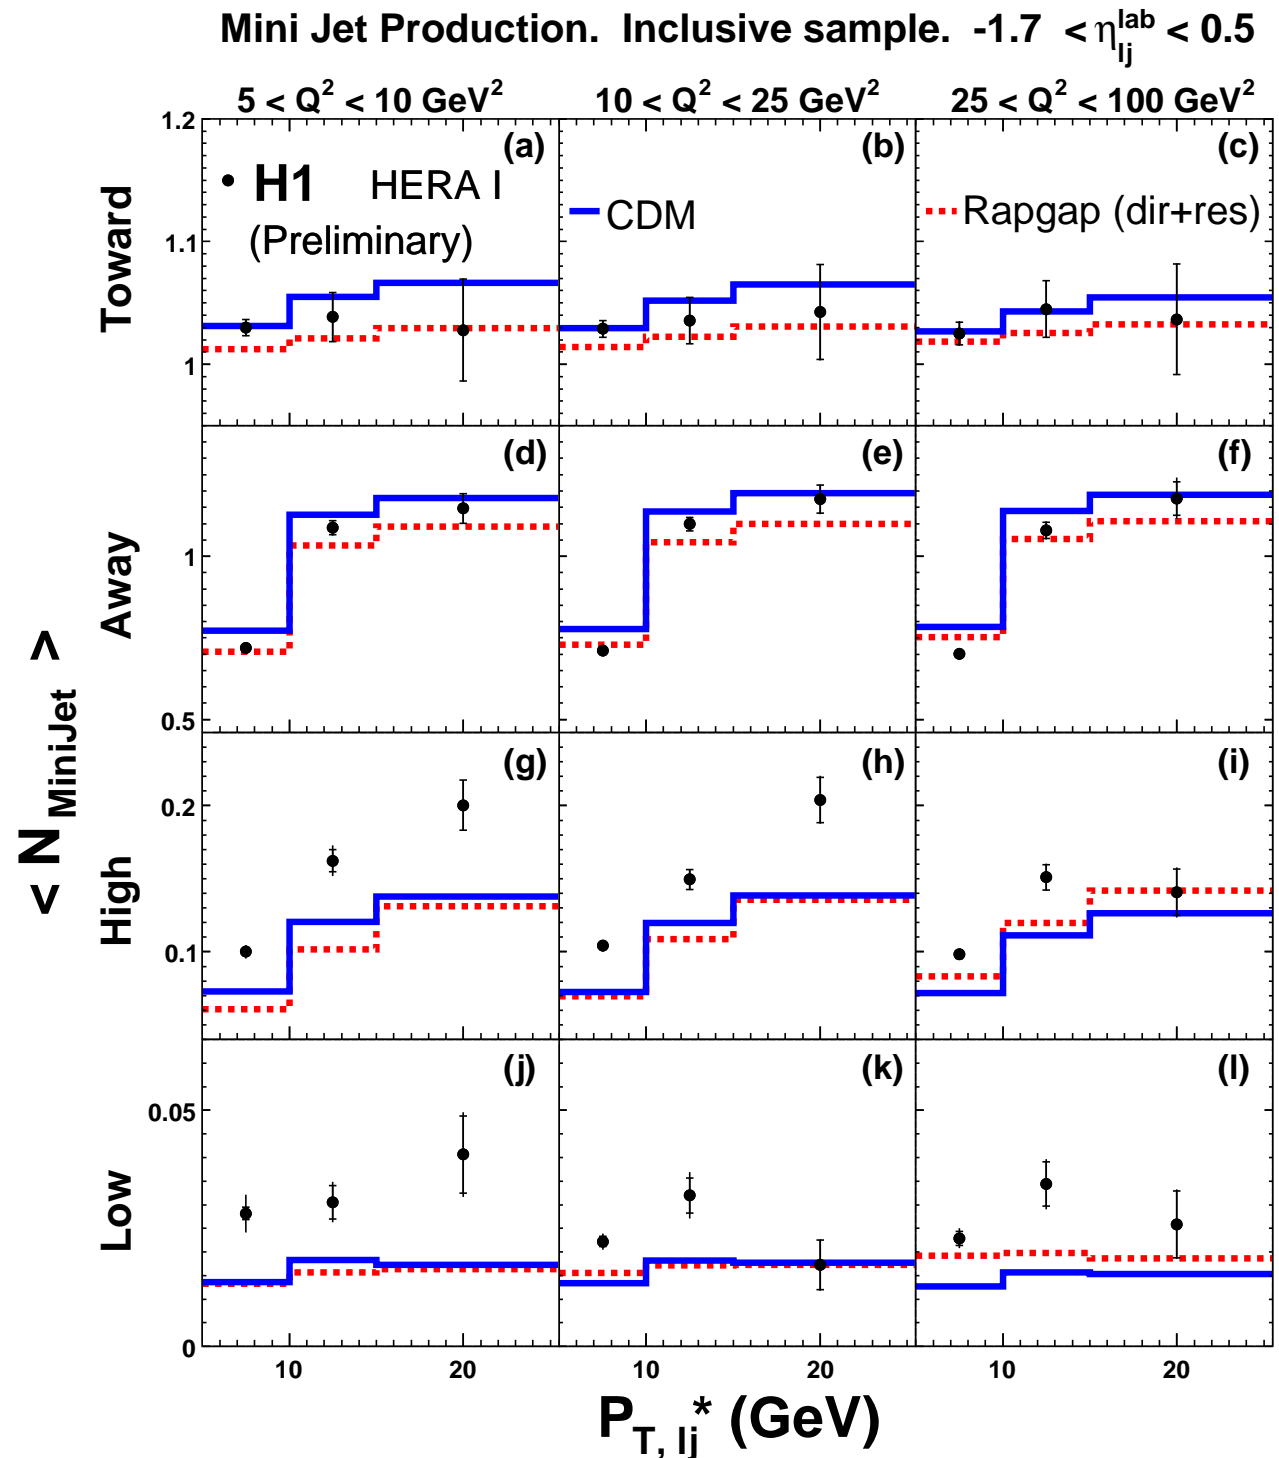 Mini Jet Production. Inclusive sample. -1.7 < η_lj^lab < 0.5
5 < Q² < 10 GeV²
10 < Q² < 25 GeV²
25 < Q² < 100 GeV²
Toward
1.2
1.1
1
(a)
H1 HERA I
(Preliminary)
(b)
CDM
(c)
Rapgap (dir+res)
Away
1
0.5
(d)
(e)
(f)
< N_MiniJet >
High
0.2
0.1
(g)
(h)
(i)
Low
0.05
0
(j)
(k)
(l)
10 20
10 20
10 20
P_T, lj* (GeV)